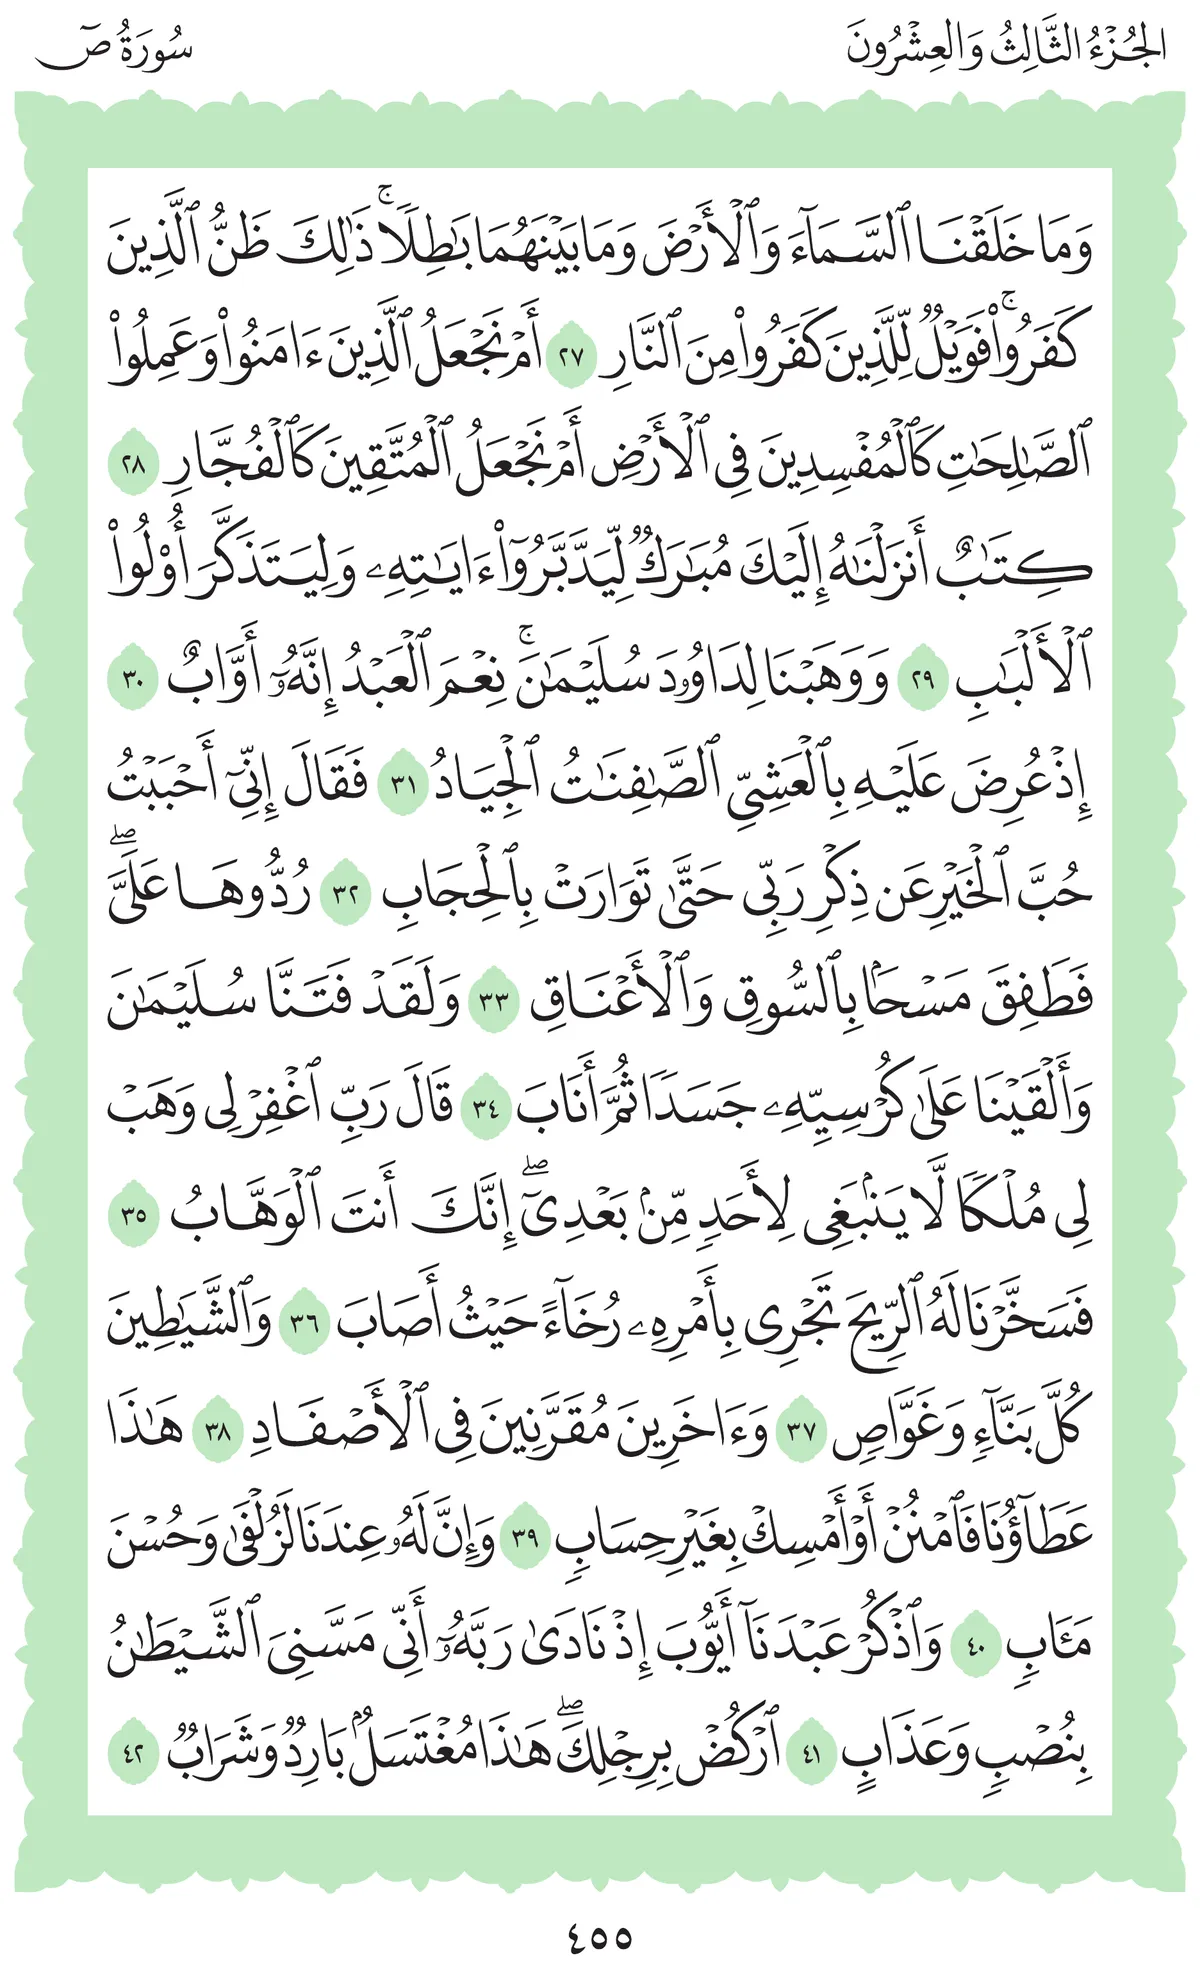 الجُزْءُ الثَّالِثُ وَالعِشْرُونَ
سُورَةُ صٓ
وَمَا خَلَقْنَا ٱلسَّمَآءَ وَٱلْأَرْضَ وَمَا بَيْنَهُمَا بَٰطِلًاۚ ذَٰلِكَ ظَنُّ ٱلَّذِينَ
كَفَرُوا۟ۚ فَوَيْلٌ لِّلَّذِينَ كَفَرُوا۟ مِنَ ٱلنَّارِ ٢٧ أَمْ نَجْعَلُ ٱلَّذِينَ ءَامَنُوا۟ وَعَمِلُوا۟
ٱلصَّٰلِحَٰتِ كَٱلْمُفْسِدِينَ فِى ٱلْأَرْضِ أَمْ نَجْعَلُ ٱلْمُتَّقِينَ كَٱلْفُجَّارِ ٢٨
كِتَٰبٌ أَنزَلْنَٰهُ إِلَيْكَ مُبَٰرَكٌ لِّيَدَّبَّرُوٓا۟ ءَايَٰتِهِۦ وَلِيَتَذَكَّرَ أُو۟لُوا۟
ٱلْأَلْبَٰبِ ٢٩ وَوَهَبْنَا لِدَاوُۥدَ سُلَيْمَٰنَۚ نِعْمَ ٱلْعَبْدُ إِنَّهُۥٓ أَوَّابٌ ٣٠
إِذْ عُرِضَ عَلَيْهِ بِٱلْعَشِىِّ ٱلصَّٰفِنَٰتُ ٱلْجِيَادُ ٣١ فَقَالَ إِنِّىٓ أَحْبَبْتُ
حُبَّ ٱلْخَيْرِ عَن ذِكْرِ رَبِّى حَتَّىٰ تَوَارَتْ بِٱلْحِجَابِ ٣٢ رُدُّوهَا عَلَىَّۖ
فَطَفِقَ مَسْحًۢا بِٱلسُّوقِ وَٱلْأَعْنَاقِ ٣٣ وَلَقَدْ فَتَنَّا سُلَيْمَٰنَ
وَأَلْقَيْنَا عَلَىٰ كُرْسِيِّهِۦ جَسَدًا ثُمَّ أَنَابَ ٣٤ قَالَ رَبِّ ٱغْفِرْ لِى وَهَبْ
لِى مُلْكًا لَّا يَنۢبَغِى لِأَحَدٍ مِّنۢ بَعْدِىٓۖ إِنَّكَ أَنتَ ٱلْوَهَّابُ ٣٥
فَسَخَّرْنَا لَهُ ٱلرِّيحَ تَجْرِى بِأَمْرِهِۦ رُخَآءً حَيْثُ أَصَابَ ٣٦ وَٱلشَّيَٰطِينَ
كُلَّ بَنَّآءٍ وَغَوَّاصٍ ٣٧ وَءَاخَرِينَ مُقَرَّنِينَ فِى ٱلْأَصْفَادِ ٣٨ هَٰذَا
عَطَآؤُنَا فَٱمْنُنْ أَوْ أَمْسِكْ بِغَيْرِ حِسَابٍ ٣٩ وَإِنَّ لَهُۥ عِندَنَا لَزُلْفَىٰ وَحُسْنَ
مَـَٔابٍ ٤٠ وَٱذْكُرْ عَبْدَنَآ أَيُّوبَ إِذْ نَادَىٰ رَبَّهُۥٓ أَنِّى مَسَّنِىَ ٱلشَّيْطَٰنُ
بِنُصْبٍ وَعَذَابٍ ٤١ ٱرْكُضْ بِرِجْلِكَۖ هَٰذَا مُغْتَسَلٌۢ بَارِدٌ وَشَرَابٌ ٤٢
٤٥٥